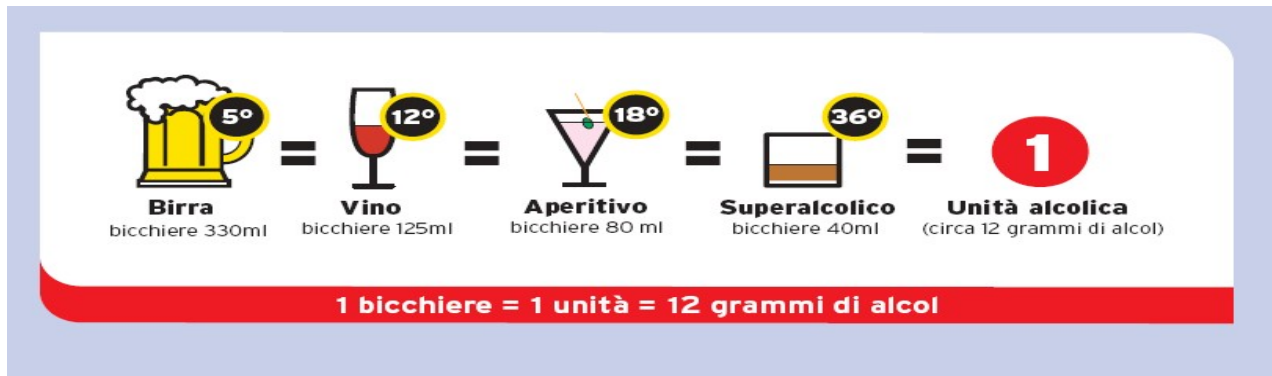 5°
12°
18°
36°
= = = = 1
Birra Vino Aperitivo Superalcolico Unità alcolica
bicchiere 330ml bicchiere 125ml bicchiere 80 ml bicchiere 40ml (circa 12 grammi di alcol)
1 bicchiere = 1 unità = 12 grammi di alcol